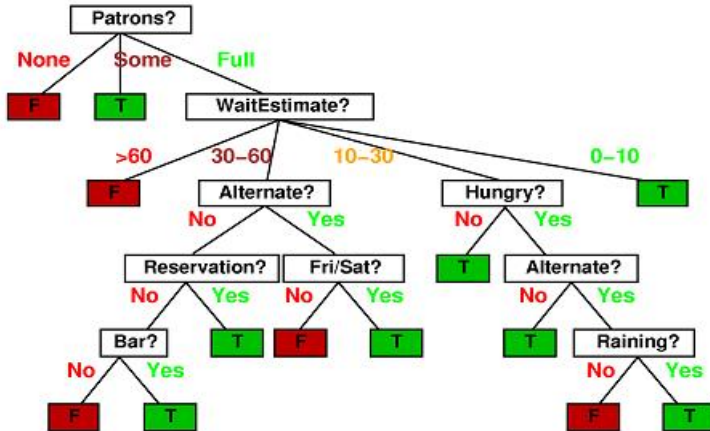 Patrons?
None Some Full
F T WaitEstimate?
>60 30–60 10–30 0–10
F Alternate? Hungry? T
No Yes No Yes
Reservation? Fri/Sat? T Alternate?
No Yes No Yes No Yes
Bar? T F T T Raining?
No Yes No Yes
F T F T